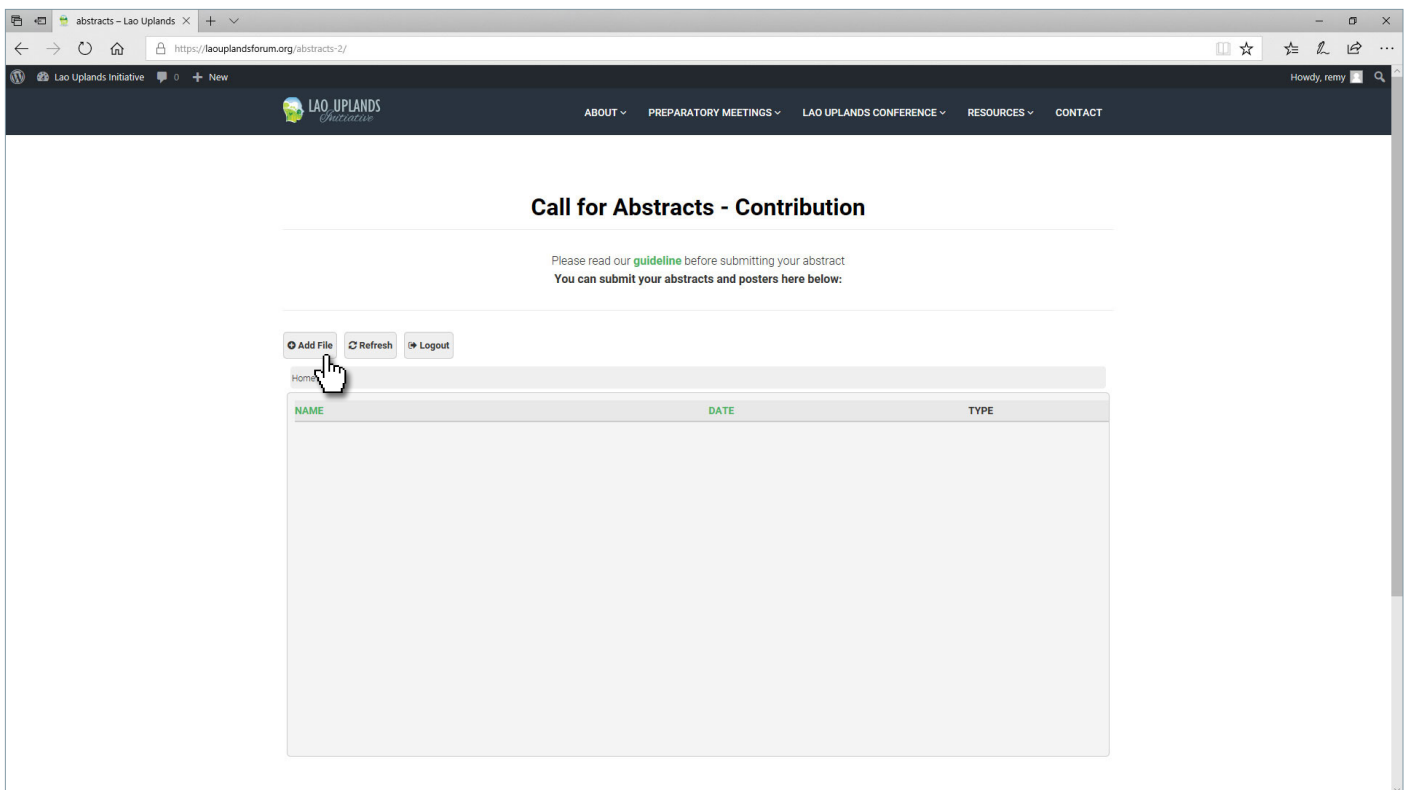 abstracts – Lao Uplands
https://laouplandsforum.org/abstracts-2/
Lao Uplands Initiative 0 New
Howdy, remy
LAO UPLANDS
Initiative
ABOUT PREPARATORY MEETINGS LAO UPLANDS CONFERENCE RESOURCES CONTACT
Call for Abstracts - Contribution
Please read our guideline before submitting your abstract
You can submit your abstracts and posters here below:
Add File Refresh Logout
Home
NAME DATE TYPE